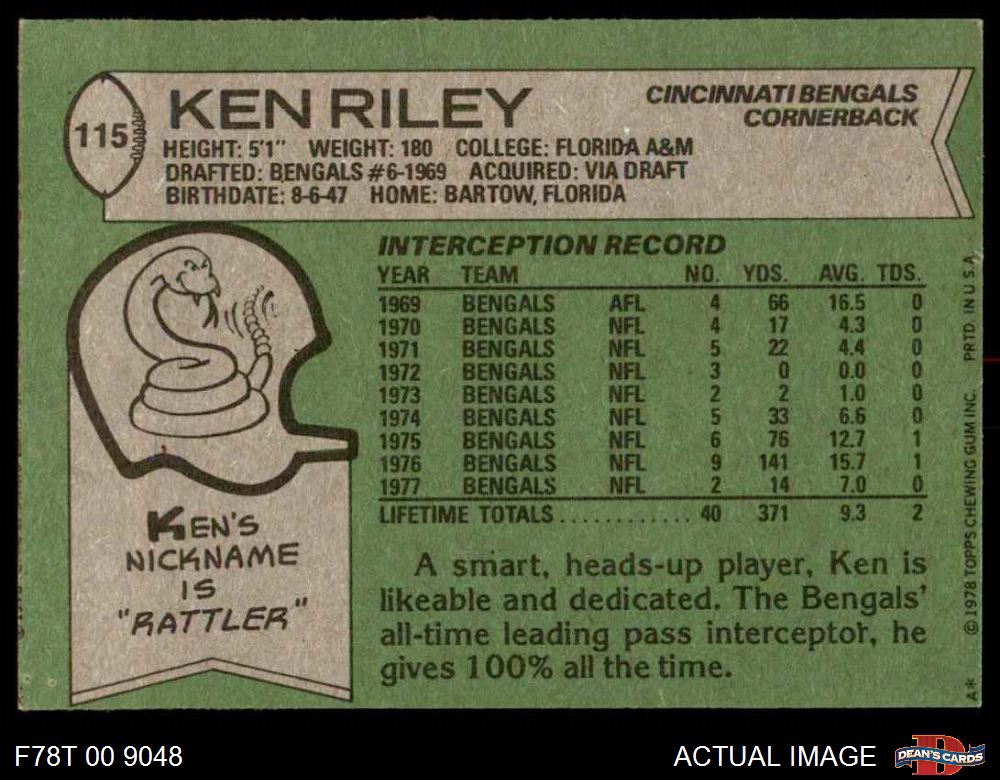 115
KEN RILEY
CINCINNATI BENGALS
CORNERBACK
HEIGHT: 5'1" WEIGHT: 180 COLLEGE: FLORIDA A&M
DRAFTED: BENGALS #6-1969 ACQUIRED: VIA DRAFT
BIRTHDATE: 8-6-47 HOME: BARTOW, FLORIDA
INTERCEPTION RECORD
YEAR TEAM NO. YDS. AVG. TDS.
1969 BENGALS AFL 4 66 16.5 0
1970 BENGALS NFL 4 17 4.3 0
1971 BENGALS NFL 5 22 4.4 0
1972 BENGALS NFL 3 0 0.0 0
1973 BENGALS NFL 2 2 1.0 0
1974 BENGALS NFL 5 33 6.6 0
1975 BENGALS NFL 6 76 12.7 1
1976 BENGALS NFL 9 141 15.7 1
1977 BENGALS NFL 2 14 7.0 0
LIFETIME TOTALS............ 40 371 9.3 2
KEN'S
NICKNAME
IS
"RATTLER"
A smart, heads-up player, Ken is
likeable and dedicated. The Bengals'
all-time leading pass interceptor, he
gives 100% all the time.
A* © 1978 TOPPS CHEWING GUM INC. PRTD. IN U.S.A.
F78T 00 9048
ACTUAL IMAGE
D
DEAN'S CARDS